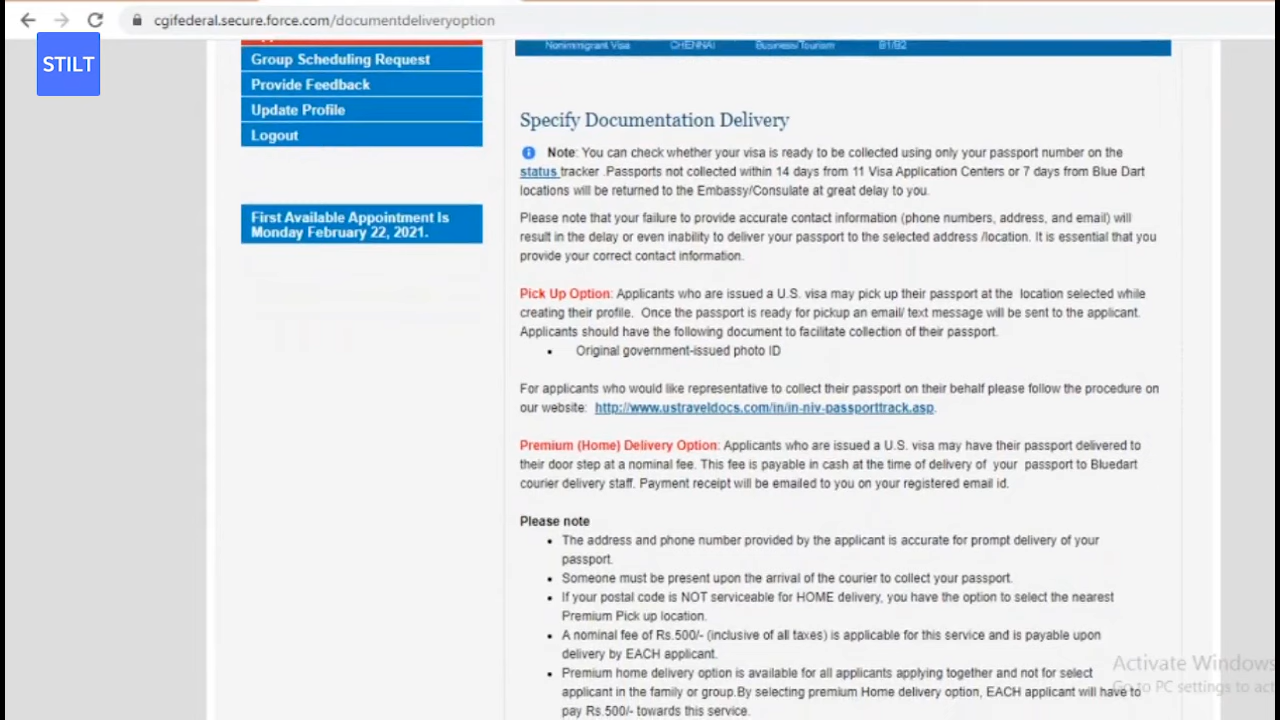 cgifederal.secure.force.com/documentdeliveryoption
STILT
Nonimmigrant Visa CHENNAI Business/Tourism B1/B2
Group Scheduling Request
Provide Feedback
Update Profile
Logout
First Available Appointment Is
Monday February 22, 2021.
Specify Documentation Delivery
Note: You can check whether your visa is ready to be collected using only your passport number on the
status tracker .Passports not collected within 14 days from 11 Visa Application Centers or 7 days from Blue Dart
locations will be returned to the Embassy/Consulate at great delay to you.
Please note that your failure to provide accurate contact information (phone numbers, address, and email) will
result in the delay or even inability to deliver your passport to the selected address /location. It is essential that you
provide your correct contact information.
Pick Up Option: Applicants who are issued a U.S. visa may pick up their passport at the location selected while
creating their profile. Once the passport is ready for pickup an email/ text message will be sent to the applicant.
Applicants should have the following document to facilitate collection of their passport.
• Original government-issued photo ID
For applicants who would like representative to collect their passport on their behalf please follow the procedure on
our website: http://www.ustraveldocs.com/in/in-niv-passporttrack.asp.
Premium (Home) Delivery Option: Applicants who are issued a U.S. visa may have their passport delivered to
their door step at a nominal fee. This fee is payable in cash at the time of delivery of your passport to Bluedart
courier delivery staff. Payment receipt will be emailed to you on your registered email id.
Please note
• The address and phone number provided by the applicant is accurate for prompt delivery of your
passport.
• Someone must be present upon the arrival of the courier to collect your passport.
• If your postal code is NOT serviceable for HOME delivery, you have the option to select the nearest
Premium Pick up location.
• A nominal fee of Rs.500/- (inclusive of all taxes) is applicable for this service and is payable upon
delivery by EACH applicant.
• Premium home delivery option is available for all applicants applying together and not for select
applicant in the family or group.By selecting premium Home delivery option, EACH applicant will have to
pay Rs.500/- towards this service.
Activate Windows
Go to PC settings to act